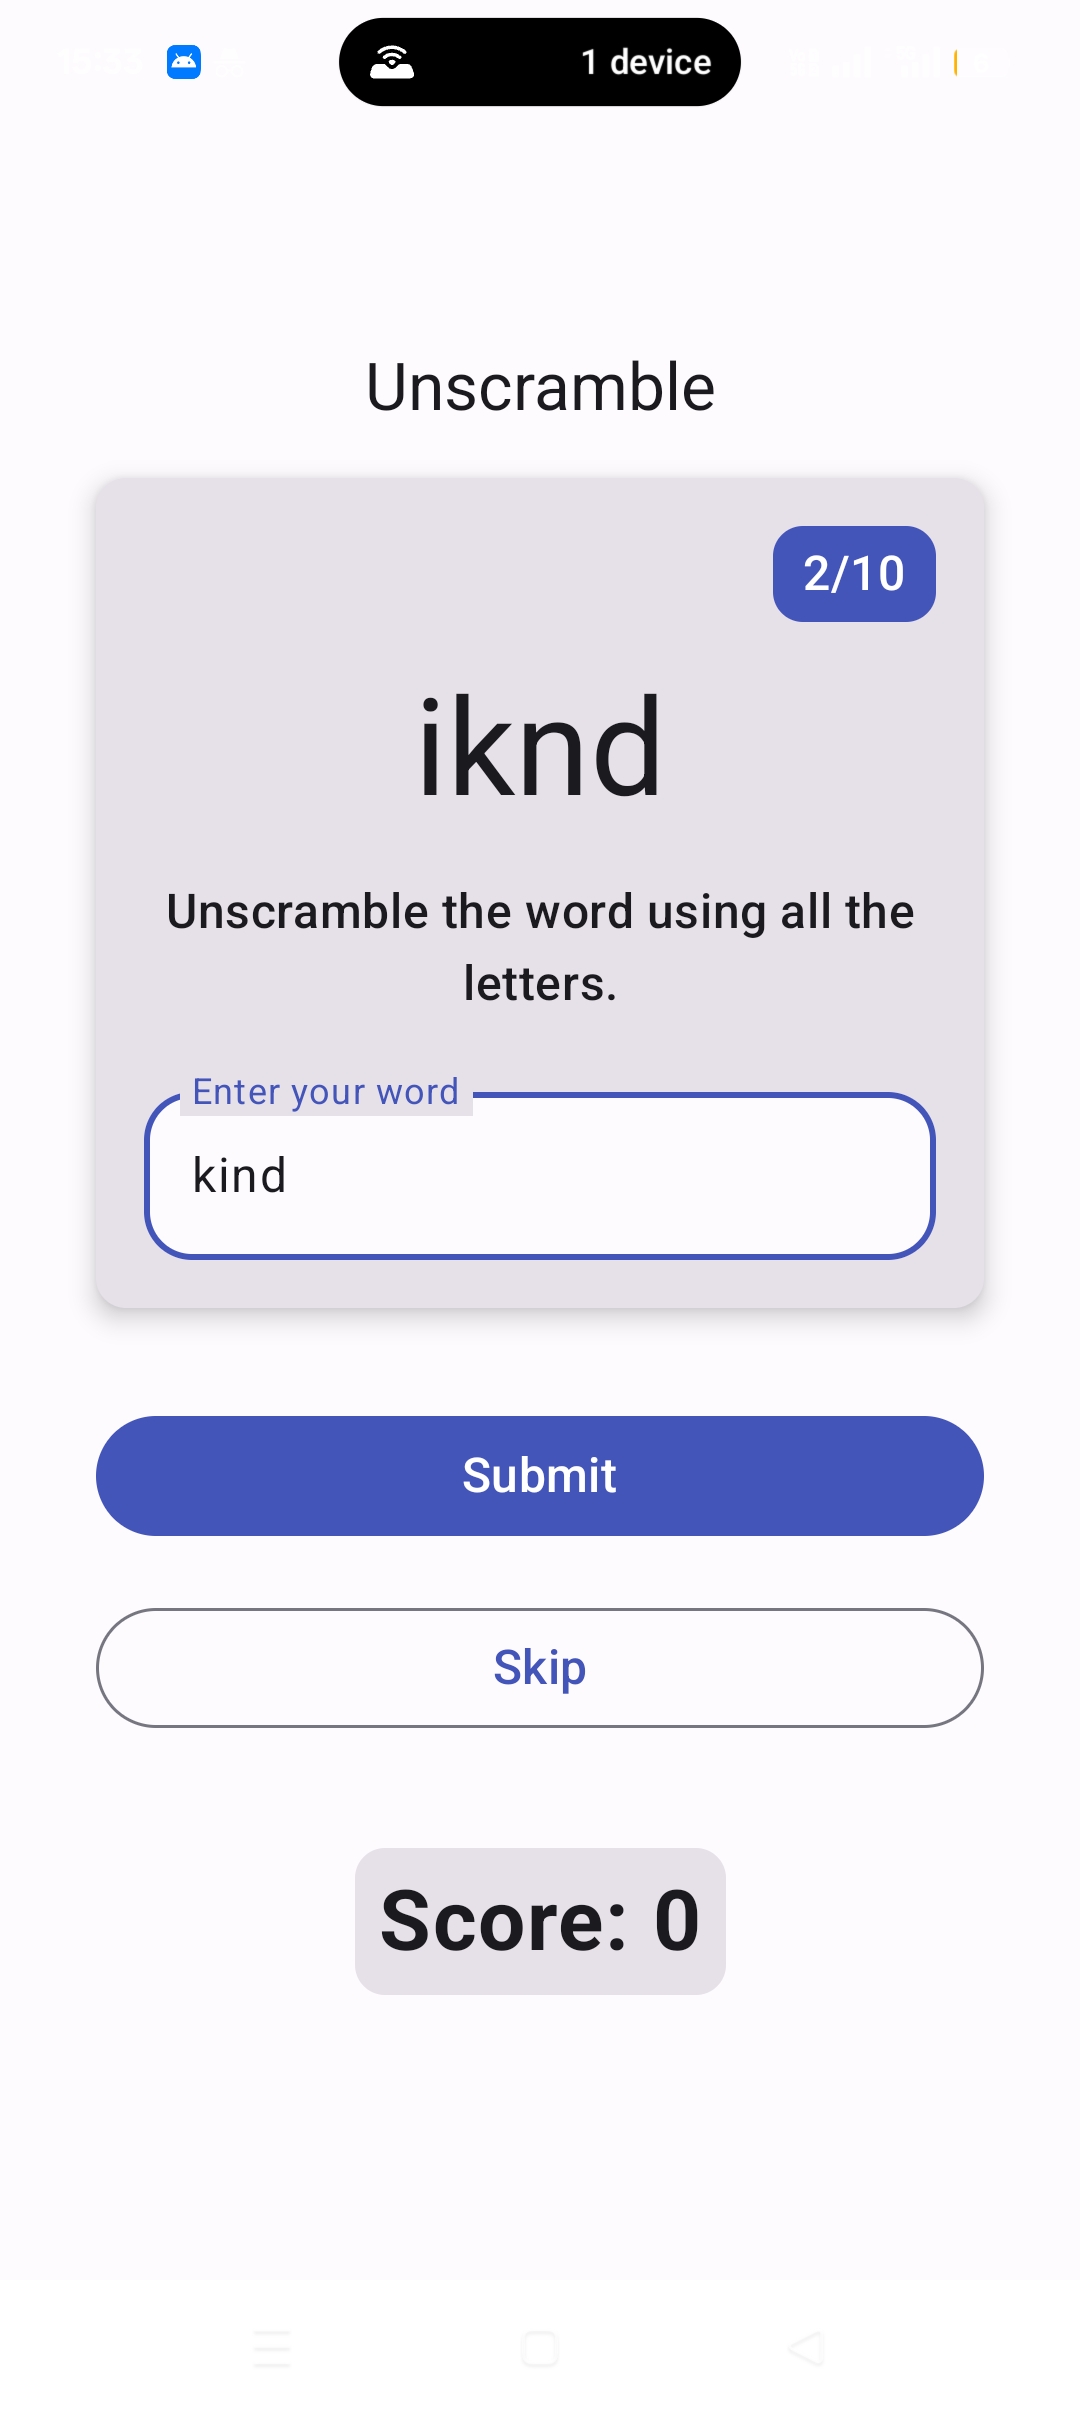 1 device
Unscramble
2/10
iknd
Unscramble the word using all the
letters.
Enter your word
kind
Submit
Skip
Score: 0